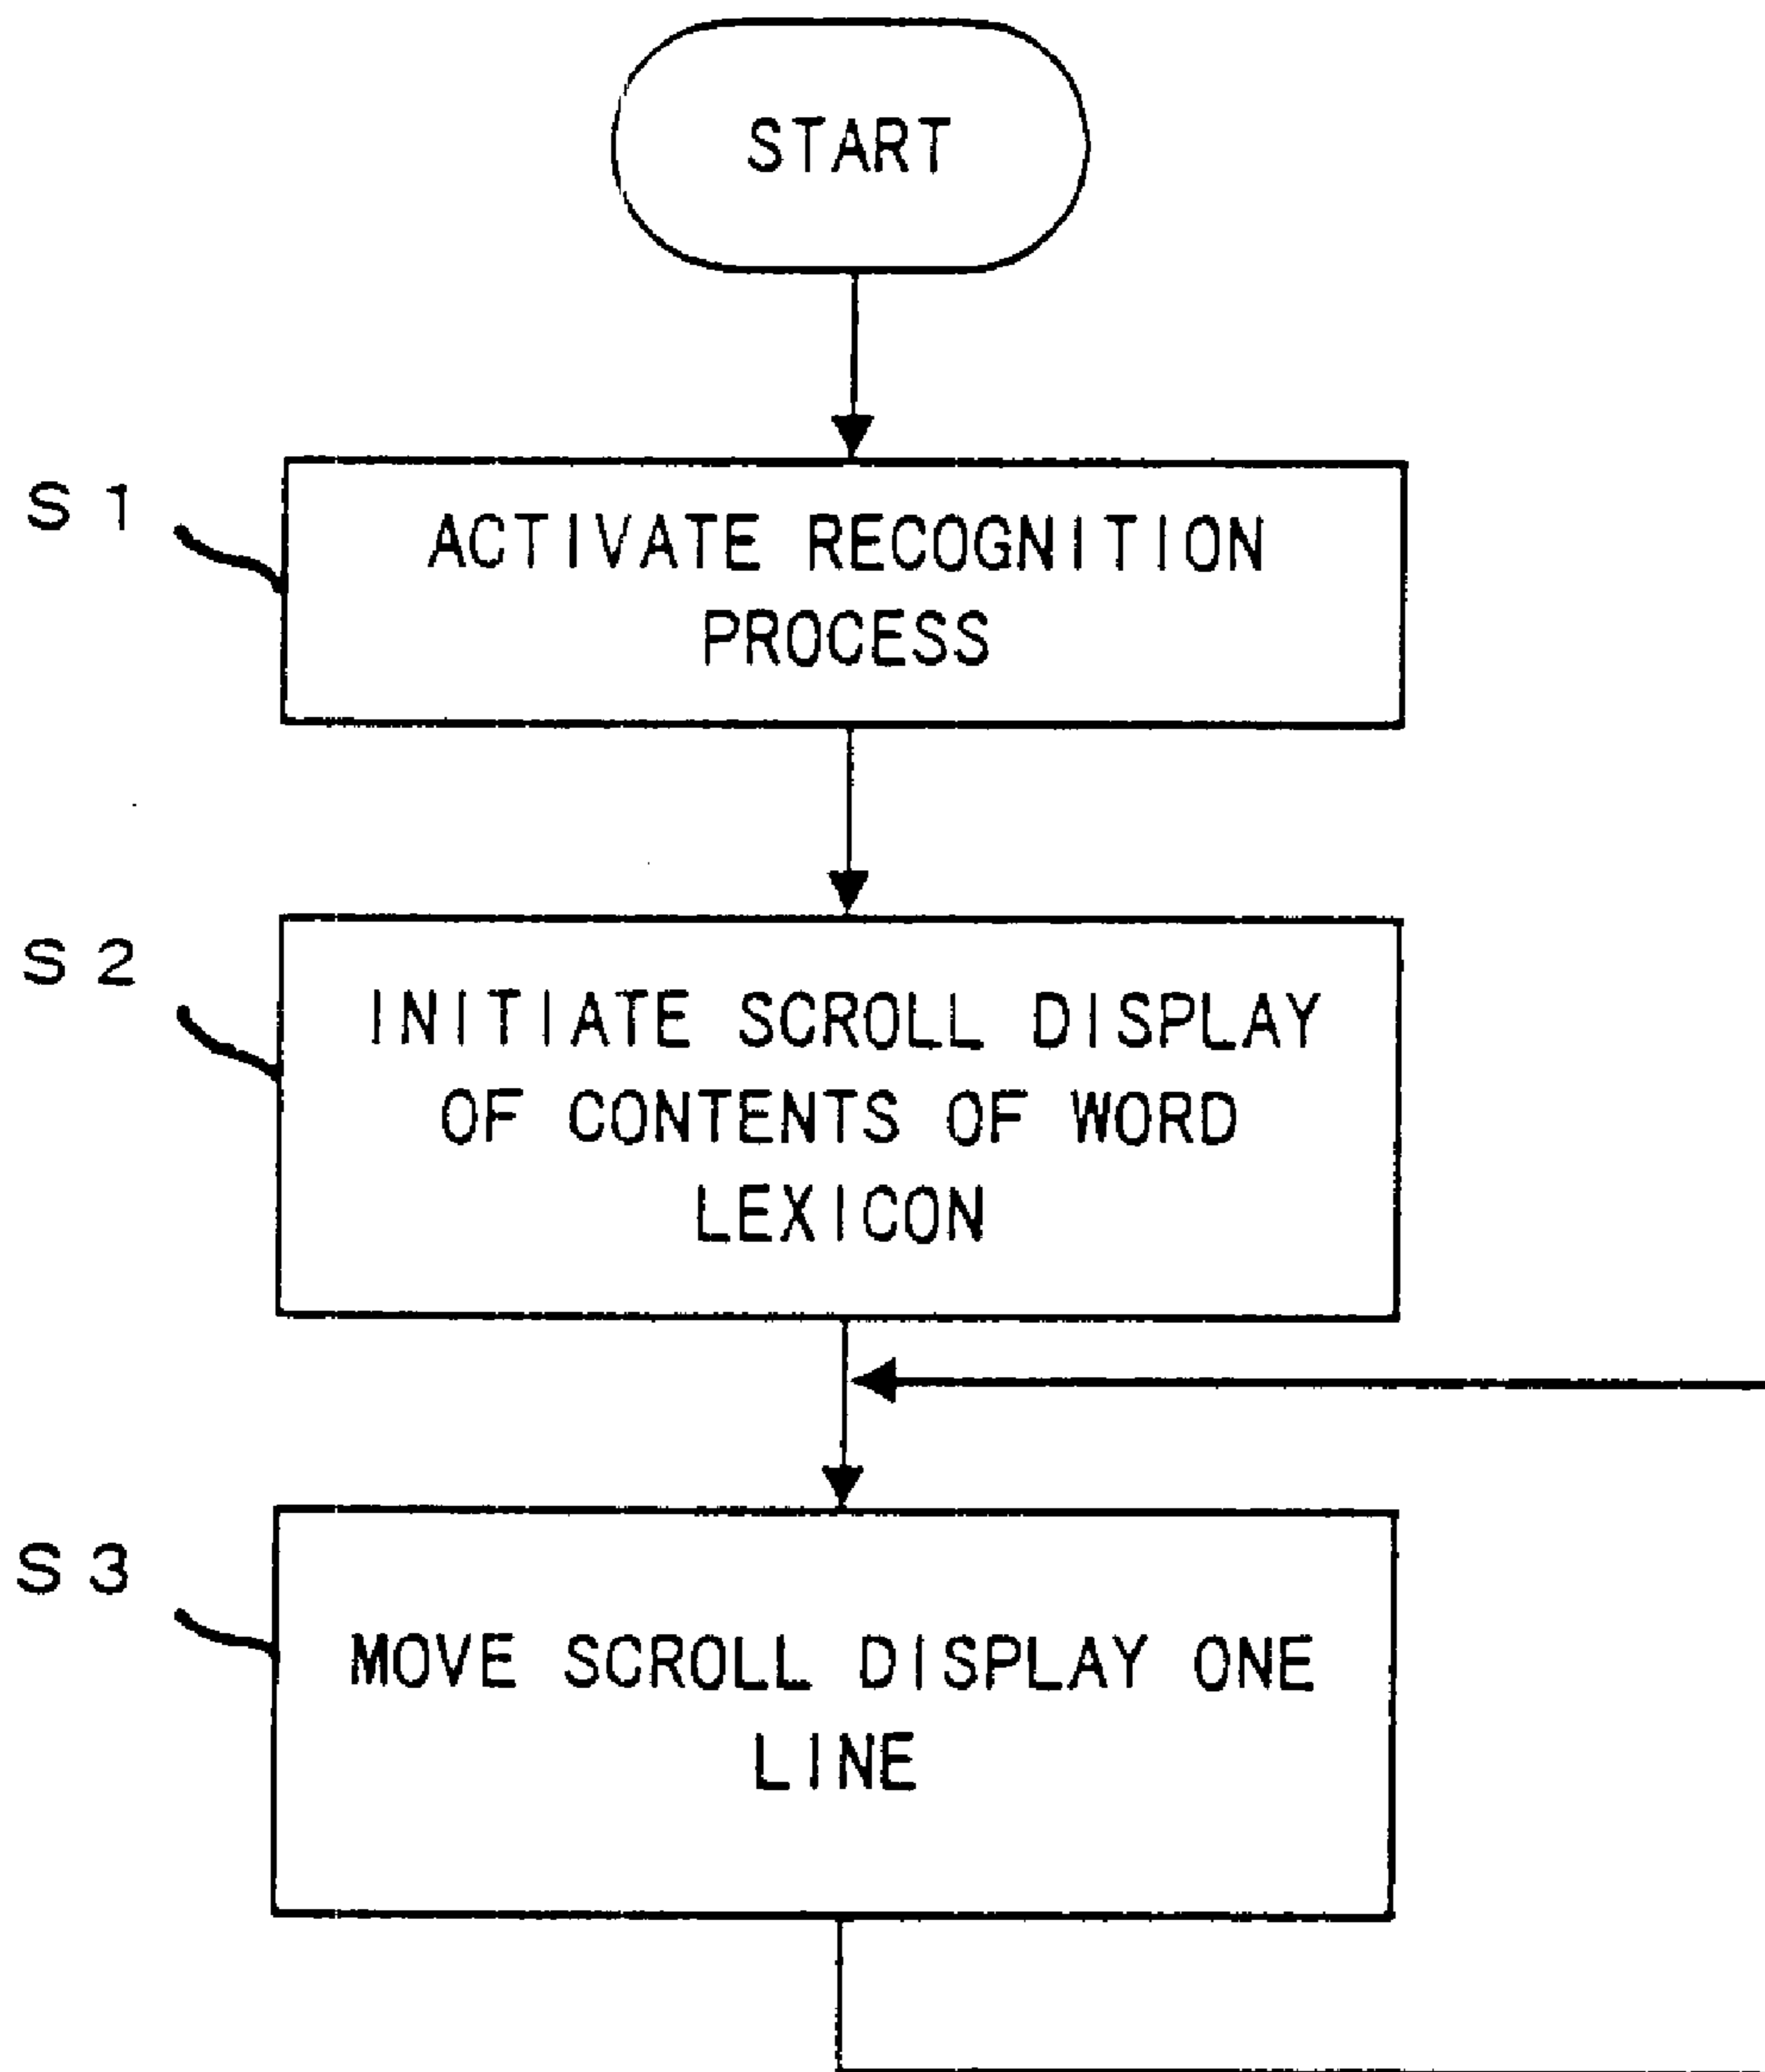 START
S1
ACTIVATE RECOGNITION
PROCESS
S2
INITIATE SCROLL DISPLAY
OF CONTENTS OF WORD
LEXICON
S3
MOVE SCROLL DISPLAY ONE
LINE